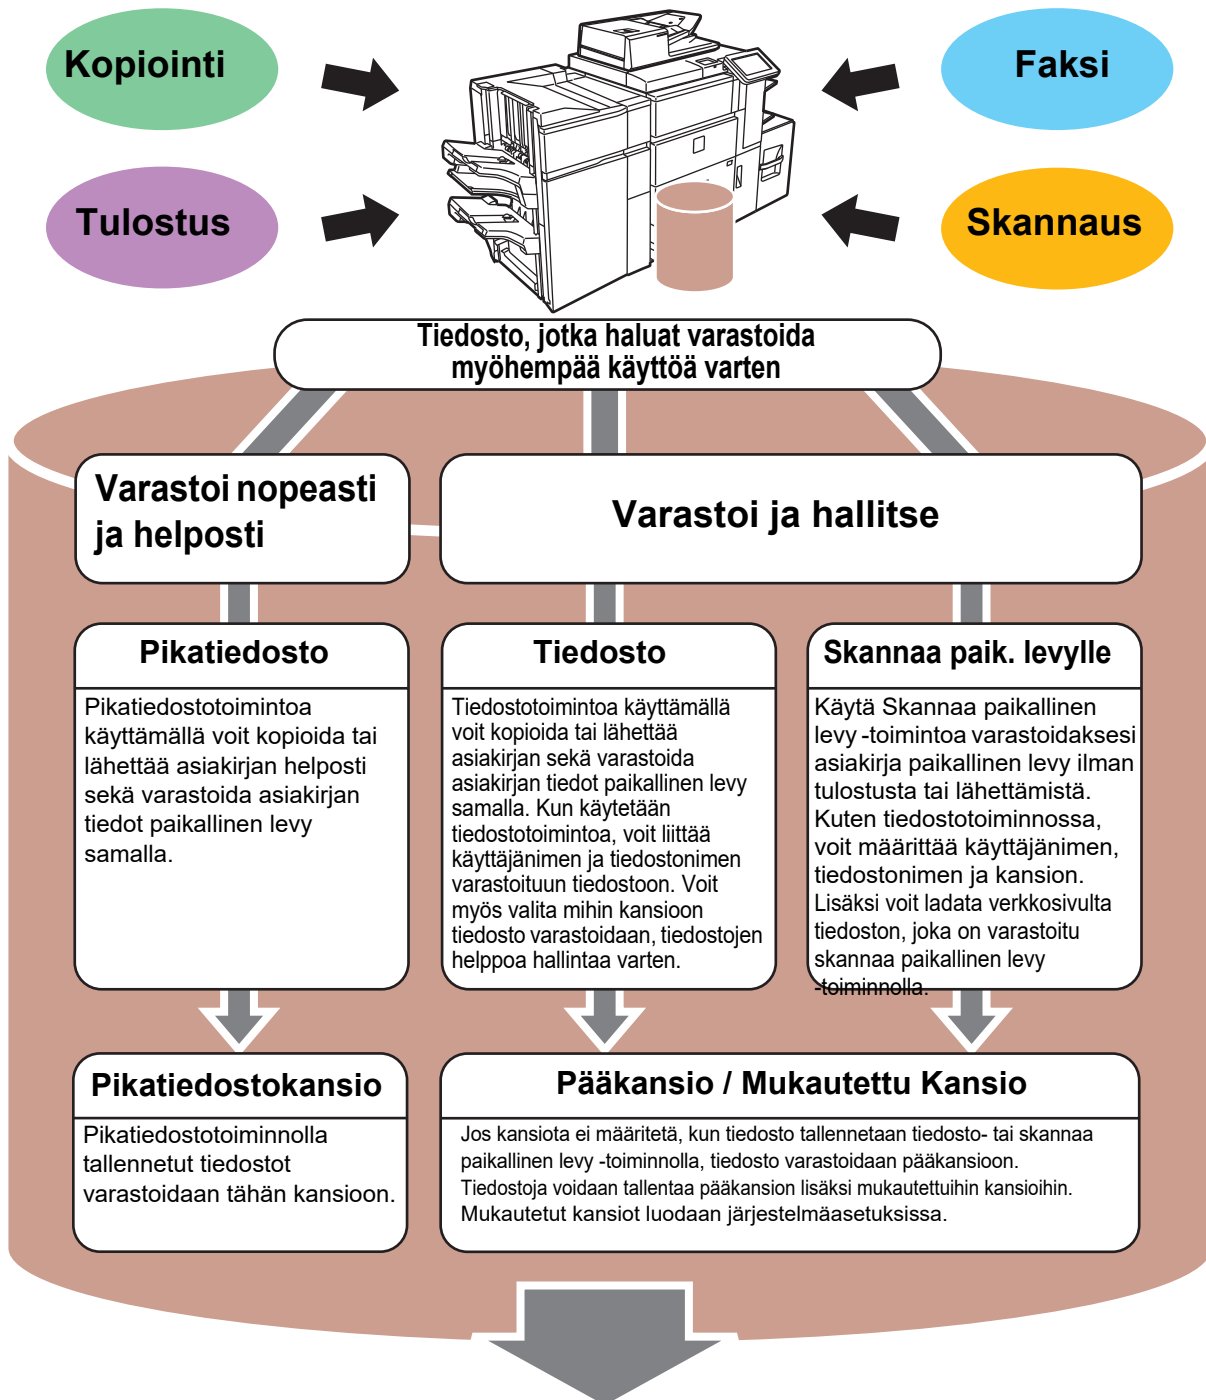 Kopiointi
Faksi
Tulostus
Skannaus
Tiedosto, jotka haluat varastoida
myöhempää käyttöä varten
Varastoi nopeasti
ja helposti
Varastoi ja hallitse
Pikatiedosto
Pikatiedostotoimintoa
käyttämällä voit kopioida tai
lähettää asiakirjan helposti
sekä varastoida asiakirjan
tiedot paikallinen levy
samalla.
Tiedosto
Tiedostotoimintoa käyttämällä
voit kopioida tai lähettää
asiakirjan sekä varastoida
asiakirjan tiedot paikallinen levy
samalla. Kun käytetään
tiedostotoimintoa, voit liittää
käyttäjänimen ja tiedostonimen
varastoituun tiedostoon. Voit
myös valita mihin kansioon
tiedosto varastoidaan, tiedostojen
helppoa hallintaa varten.
Skannaa paik. levylle
Käytä Skannaa paikallinen
levy -toimintoa varastoidaksesi
asiakirja paikallinen levy ilman
tulostusta tai lähettämistä.
Kuten tiedostotoiminnossa,
voit määrittää käyttäjänimen,
tiedostonimen ja kansion.
Lisäksi voit ladata verkkosivulta
tiedoston, joka on varastoitu
skannaa paikallinen levy
-toiminnolla.
Pikatiedostokansio
Pikatiedostotoiminnolla
tallennetut tiedostot
varastoidaan tähän kansioon.
Pääkansio / Mukautettu Kansio
Jos kansiota ei määritetä, kun tiedosto tallennetaan tiedosto- tai skannaa
paikallinen levy -toiminnolla, tiedosto varastoidaan pääkansioon.
Tiedostoja voidaan tallentaa pääkansion lisäksi mukautettuihin kansioihin.
Mukautetut kansiot luodaan järjestelmäasetuksissa.